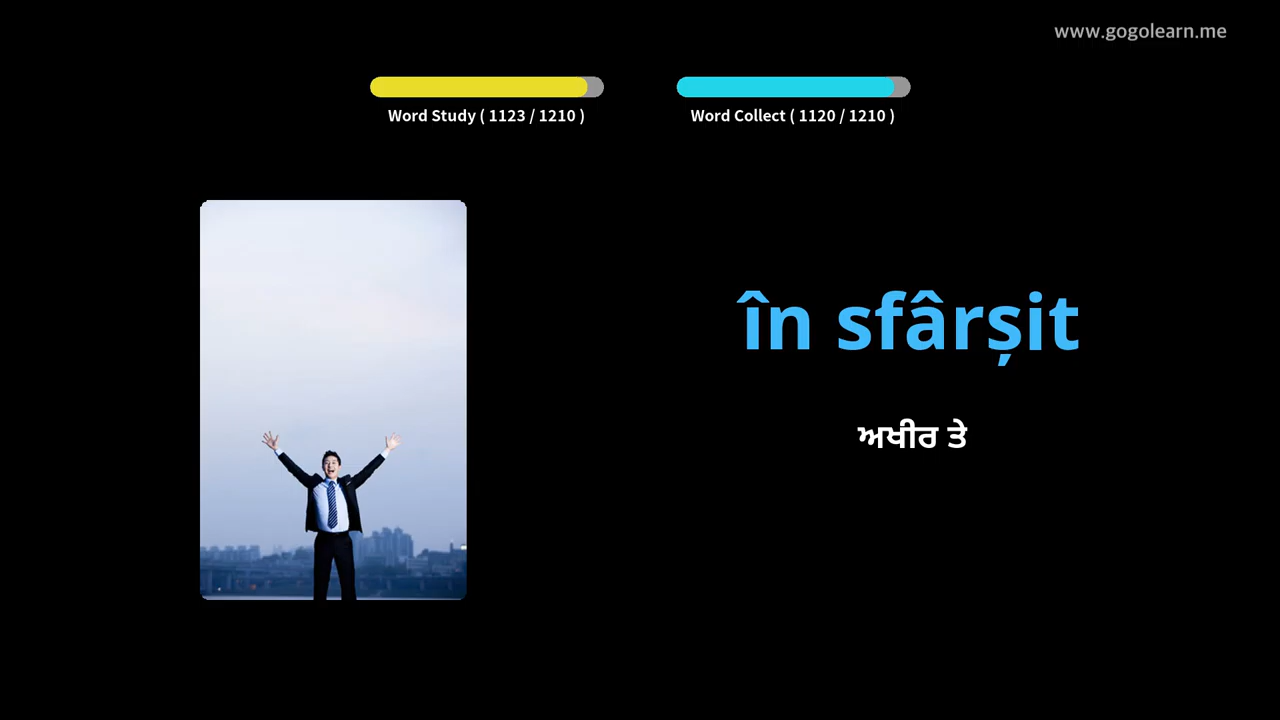 www.gogolearn.me
Word Study ( 1123 / 1210 )
Word Collect ( 1120 / 1210 )
în sfârșit
ਅਖੀਰ ਤੇ